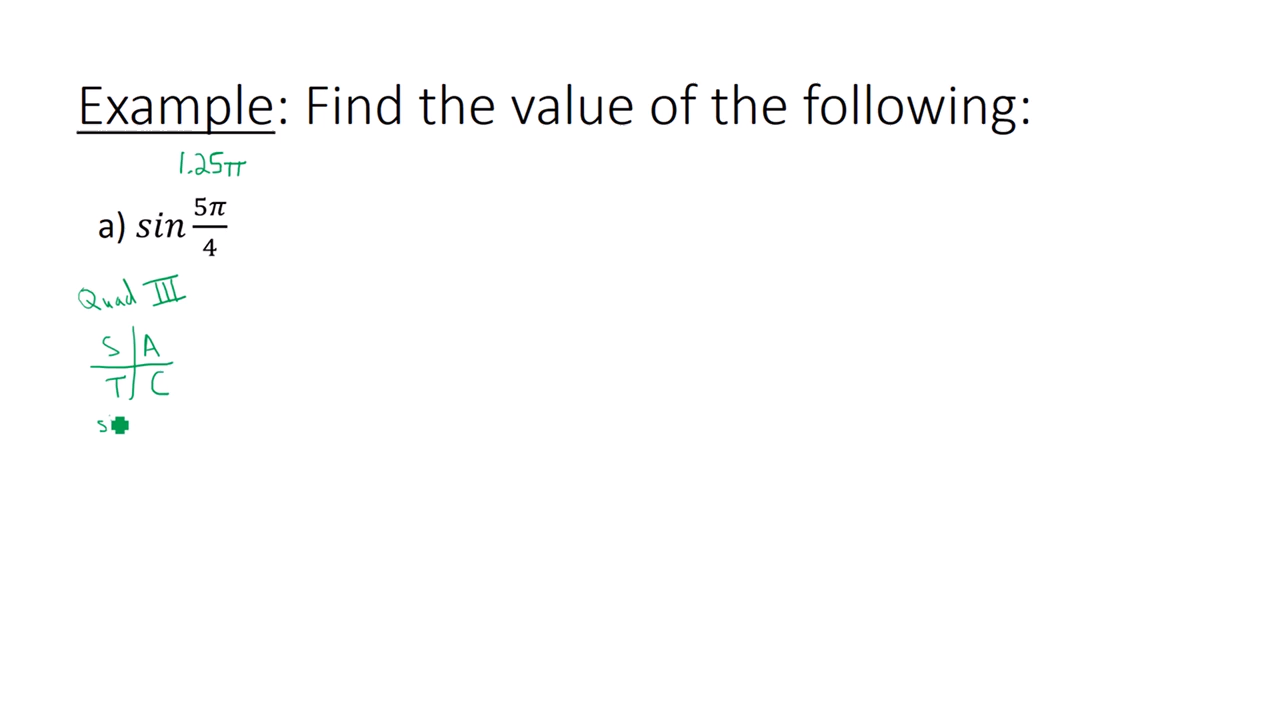 Example: Find the value of the following:
1.25π
a) sin 5π/4
Quad III
S A
T C
s